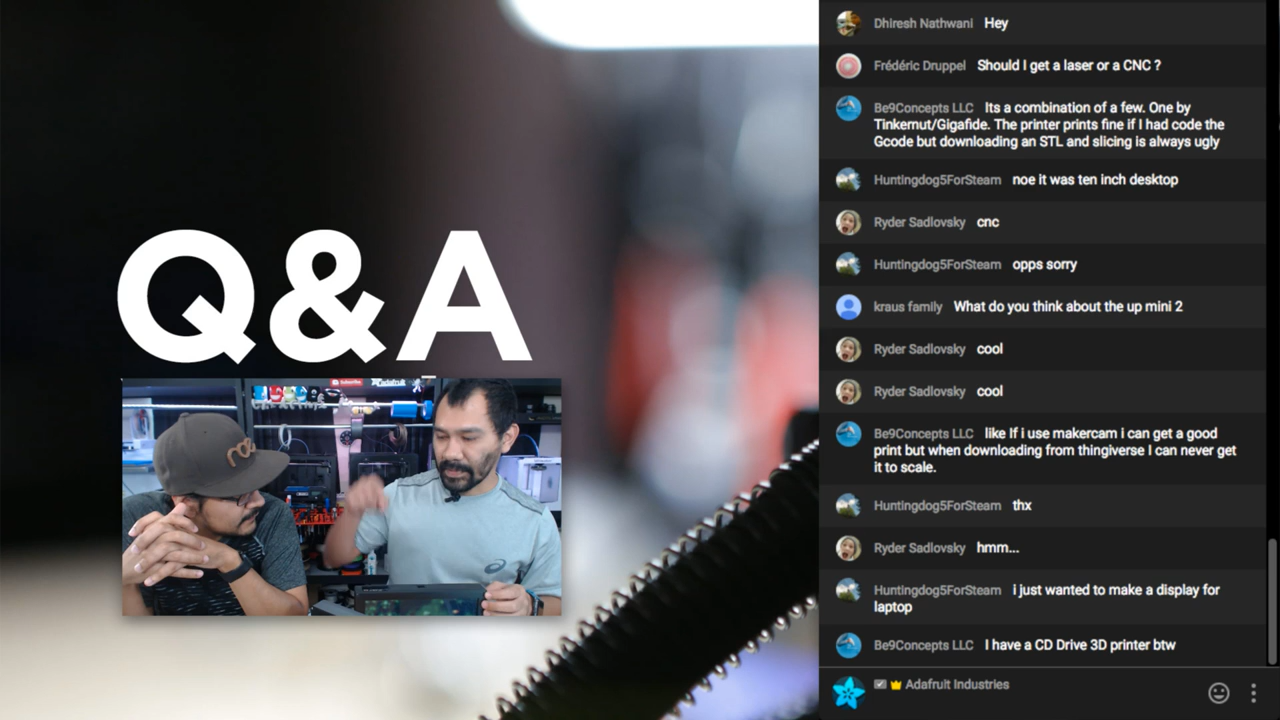 Q&A
Subscribe
Adafruit
Dhiresh Nathwani Hey
Frédéric Druppel Should I get a laser or a CNC ?
Be9Concepts LLC Its a combination of a few. One by
Tinkernut/Gigafide. The printer prints fine if I had code the
Gcode but downloading an STL and slicing is always ugly
Huntingdog5ForSteam noe it was ten inch desktop
Ryder Sadlovsky cnc
Huntingdog5ForSteam opps sorry
kraus family What do you think about the up mini 2
Ryder Sadlovsky cool
Ryder Sadlovsky cool
Be9Concepts LLC like If i use makercam i can get a good
print but when downloading from thingiverse I can never get
it to scale.
Huntingdog5ForSteam thx
Ryder Sadlovsky hmm...
Huntingdog5ForSteam i just wanted to make a display for
laptop
Be9Concepts LLC I have a CD Drive 3D printer btw
Adafruit Industries